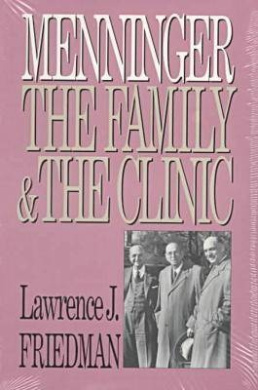 MENNINGER
THE FAMILY
& THE CLINIC
Lawrence J.
FRIEDMAN